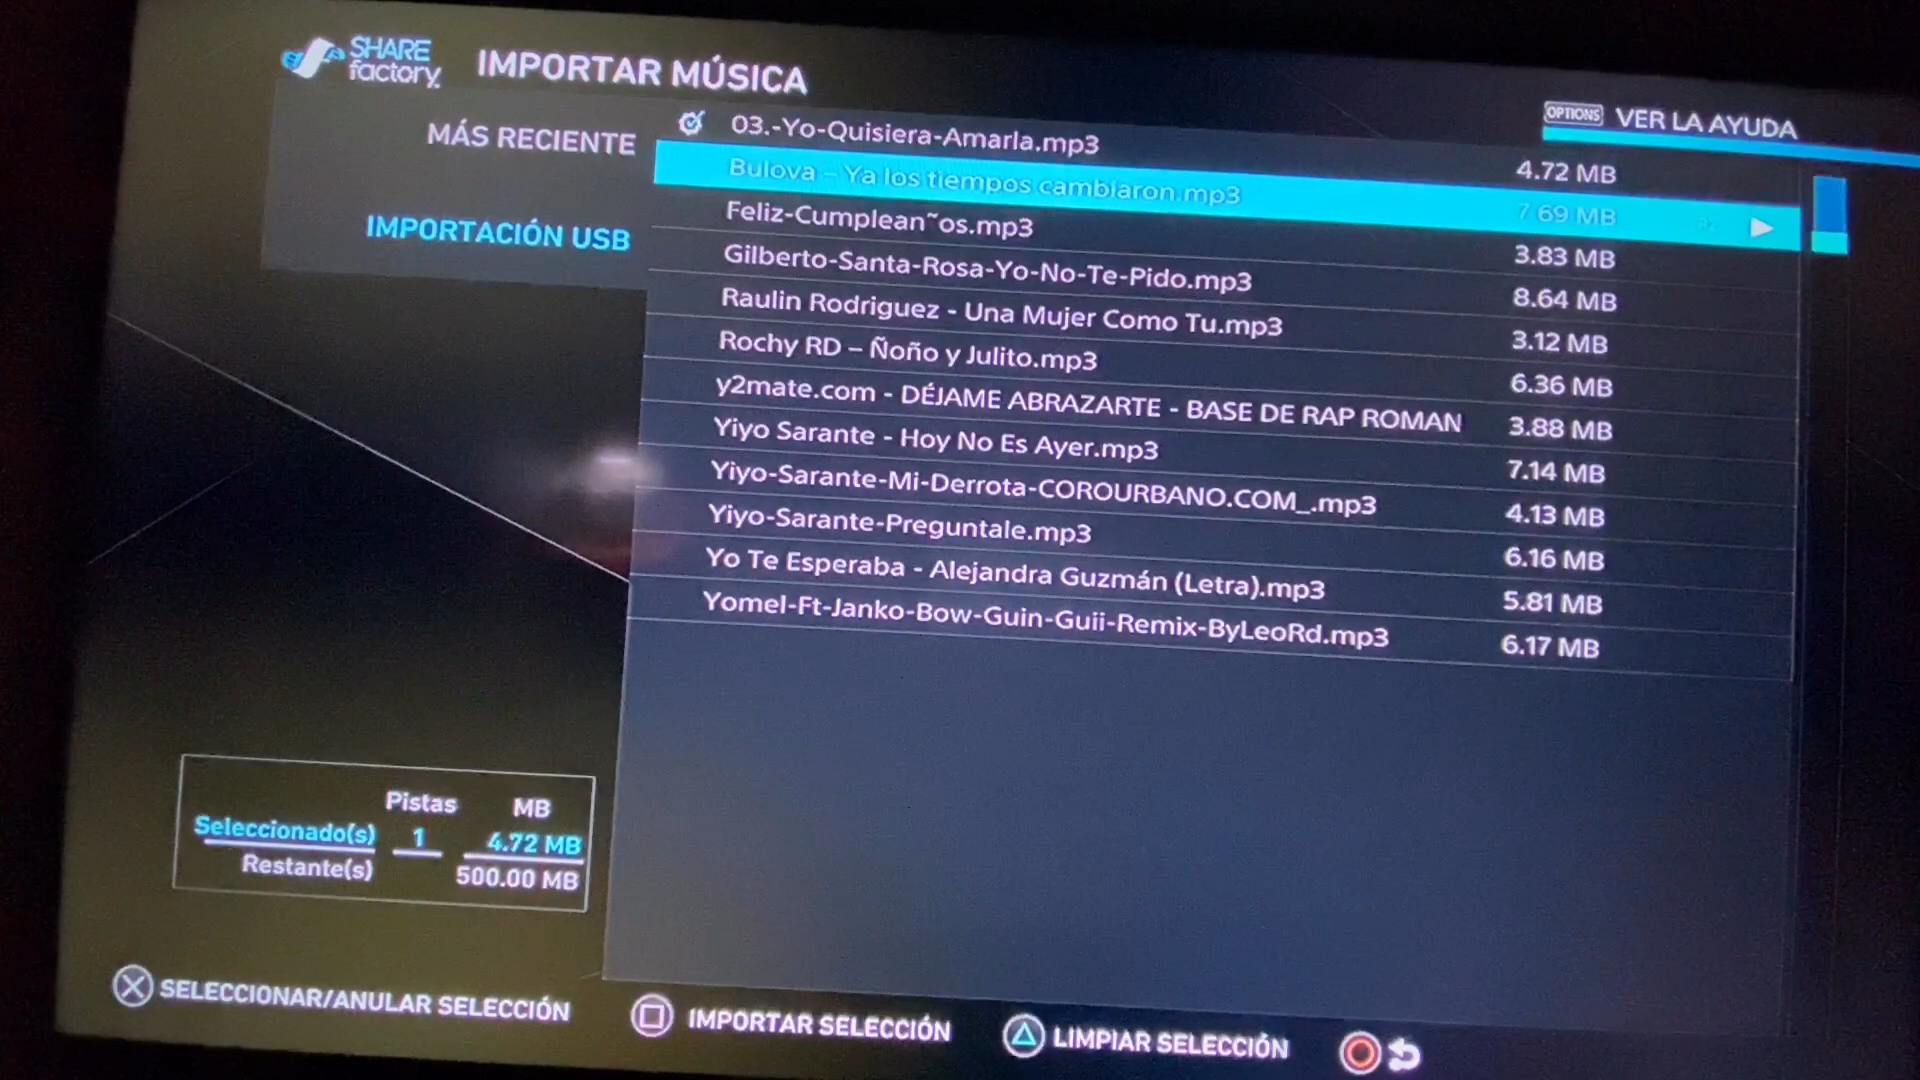 SHARE factory.
IMPORTAR MÚSICA
OPTIONS VER LA AYUDA
MÁS RECIENTE
IMPORTACIÓN USB
03.-Yo-Quisiera-Amarla.mp3 4.72 MB
Bulova – Ya los tiempos cambiaron.mp3 7.69 MB
Feliz-Cumplean~os.mp3 3.83 MB
Gilberto-Santa-Rosa-Yo-No-Te-Pido.mp3 8.64 MB
Raulin Rodriguez - Una Mujer Como Tu.mp3 3.12 MB
Rochy RD – Ñoño y Julito.mp3 6.36 MB
y2mate.com - DÉJAME ABRAZARTE - BASE DE RAP ROMAN 3.88 MB
Yiyo Sarante - Hoy No Es Ayer.mp3 7.14 MB
Yiyo-Sarante-Mi-Derrota-COROURBANO.COM_.mp3 4.13 MB
Yiyo-Sarante-Preguntale.mp3 6.16 MB
Yo Te Esperaba - Alejandra Guzmán (Letra).mp3 5.81 MB
Yomel-Ft-Janko-Bow-Guin-Guii-Remix-ByLeoRd.mp3 6.17 MB
Pistas MB
Seleccionado(s) 1 4.72 MB
Restante(s) 500.00 MB
SELECCIONAR/ANULAR SELECCIÓN
IMPORTAR SELECCIÓN
LIMPIAR SELECCIÓN